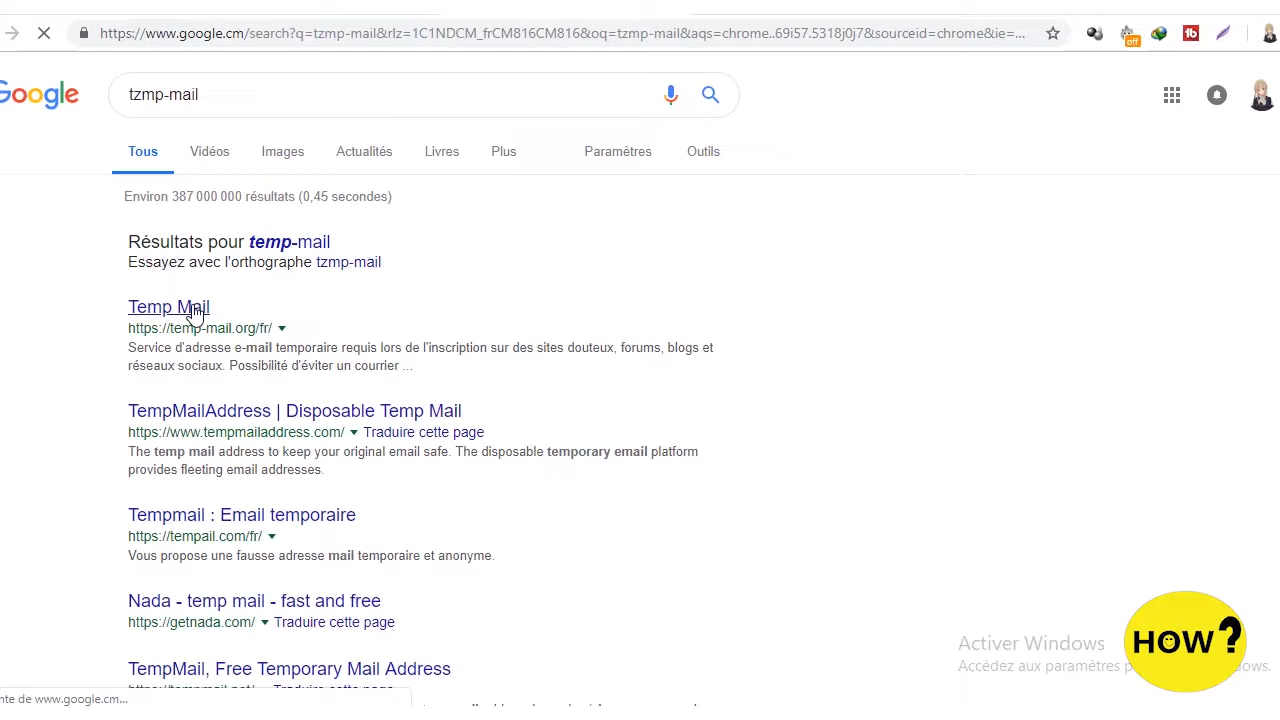 https://www.google.cm/search?q=tzmp-mail&rlz=1C1NDCM_frCM816CM816&oq=tzmp-mail&aqs=chrome..69i57.5318j0j7&sourceid=chrome&ie=...
off
Google
tzmp-mail
Tous Vidéos Images Actualités Livres Plus Paramètres Outils
Environ 387 000 000 résultats (0,45 secondes)
Résultats pour temp-mail
Essayez avec l'orthographe tzmp-mail
Temp Mail
https://temp-mail.org/fr/
Service d'adresse e-mail temporaire requis lors de l'inscription sur des sites douteux, forums, blogs et
réseaux sociaux. Possibilité d'éviter un courrier ...
TempMailAddress | Disposable Temp Mail
https://www.tempmailaddress.com/ Traduire cette page
The temp mail address to keep your original email safe. The disposable temporary email platform
provides fleeting email addresses.
Tempmail : Email temporaire
https://tempail.com/fr/
Vous propose une fausse adresse mail temporaire et anonyme.
Nada - temp mail - fast and free
https://getnada.com/ Traduire cette page
TempMail, Free Temporary Mail Address
Activer Windows
Accédez aux paramètres
HOW?
nte de www.google.cm...